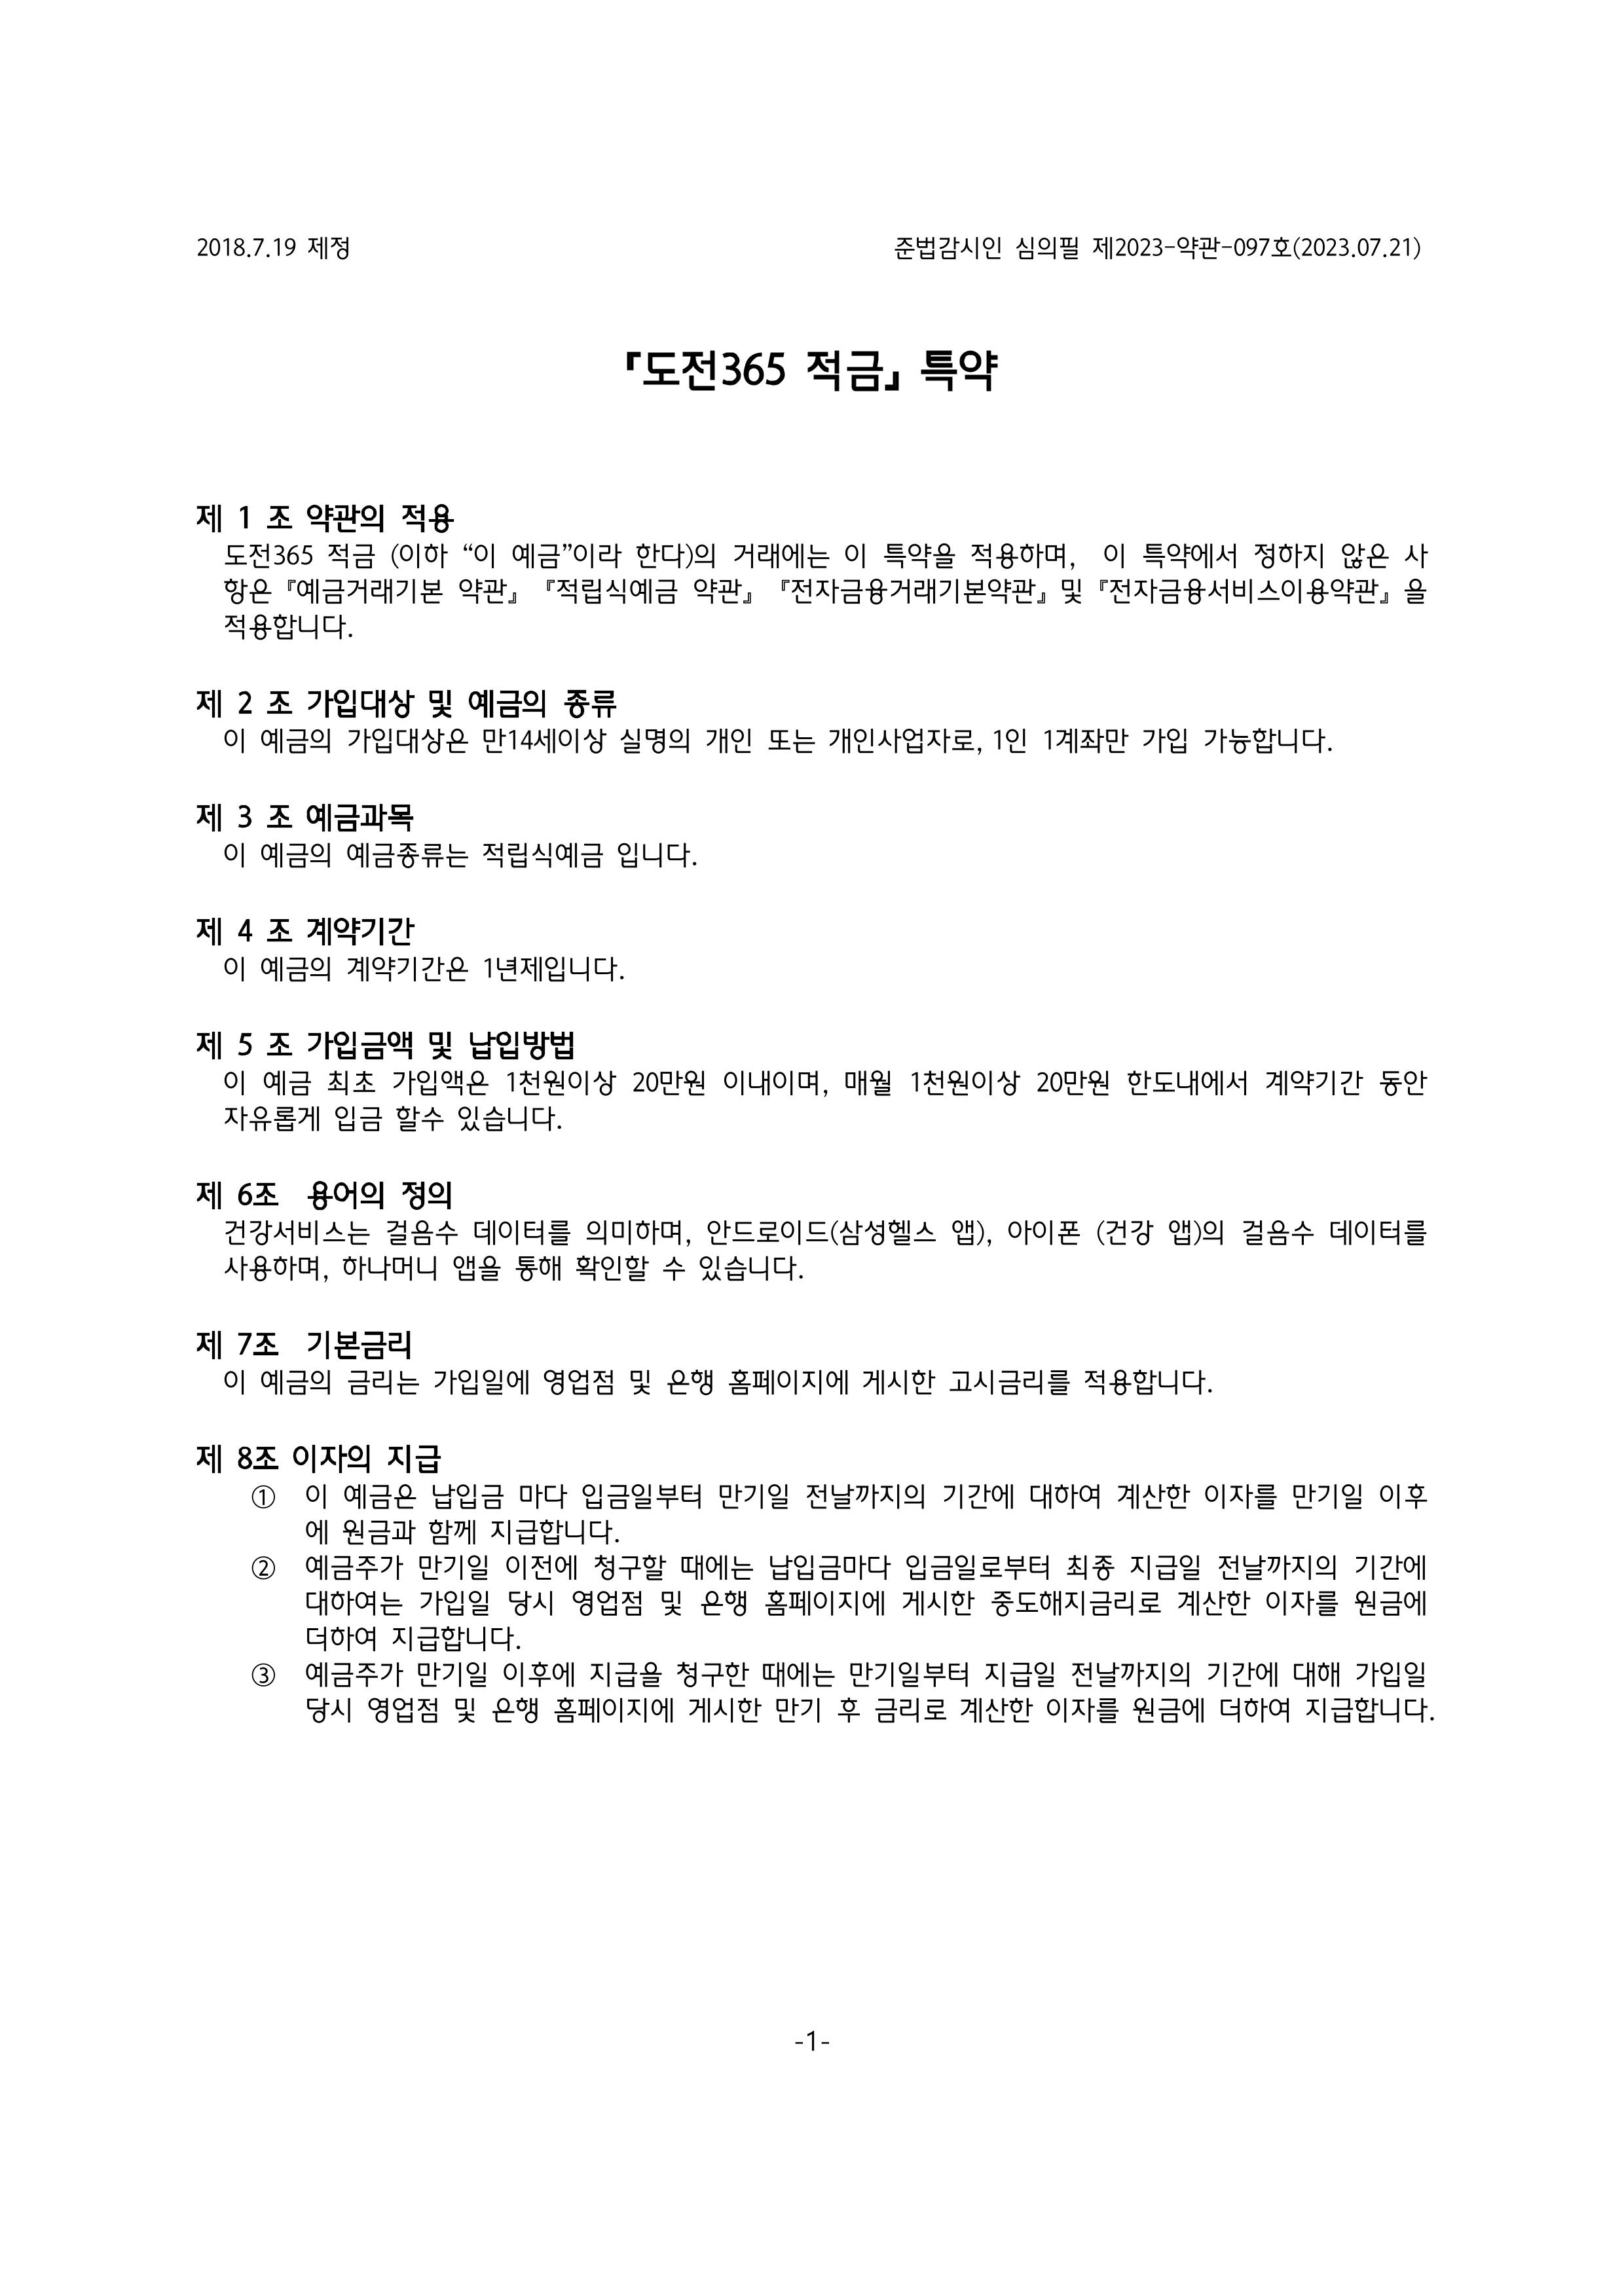 2018.7.19 제정 준법감시인 심의필 제2023-약관-097호(2023.07.21)
『도전365 적금』 특약
제 1 조 약관의 적용
도전365 적금 (이하 “이 예금”이라 한다)의 거래에는 이 특약을 적용하며, 이 특약에서 정하지 않은 사
항은 『예금거래기본 약관』 『적립식예금 약관』 『전자금융거래기본약관』 및 『전자금융서비스이용약관』 을
적용합니다.
제 2 조 가입대상 및 예금의 종류
이 예금의 가입대상은 만14세이상 실명의 개인 또는 개인사업자로, 1인 1계좌만 가입 가능합니다.
제 3 조 예금과목
이 예금의 예금종류는 적립식예금 입니다.
제 4 조 계약기간
이 예금의 계약기간은 1년제입니다.
제 5 조 가입금액 및 납입방법
이 예금 최초 가입액은 1천원이상 20만원 이내이며, 매월 1천원이상 20만원 한도내에서 계약기간 동안
자유롭게 입금 할수 있습니다.
제 6조 용어의 정의
건강서비스는 걸음수 데이터를 의미하며, 안드로이드(삼성헬스 앱), 아이폰 (건강 앱)의 걸음수 데이터를
사용하며, 하나머니 앱을 통해 확인할 수 있습니다.
제 7조 기본금리
이 예금의 금리는 가입일에 영업점 및 은행 홈페이지에 게시한 고시금리를 적용합니다.
제 8조 이자의 지급
① 이 예금은 납입금 마다 입금일부터 만기일 전날까지의 기간에 대하여 계산한 이자를 만기일 이후
에 원금과 함께 지급합니다.
② 예금주가 만기일 이전에 청구할 때에는 납입금마다 입금일로부터 최종 지급일 전날까지의 기간에
대하여는 가입일 당시 영업점 및 은행 홈페이지에 게시한 중도해지금리로 계산한 이자를 원금에
더하여 지급합니다.
③ 예금주가 만기일 이후에 지급을 청구한 때에는 만기일부터 지급일 전날까지의 기간에 대해 가입일
당시 영업점 및 은행 홈페이지에 게시한 만기 후 금리로 계산한 이자를 원금에 더하여 지급합니다.
-1-